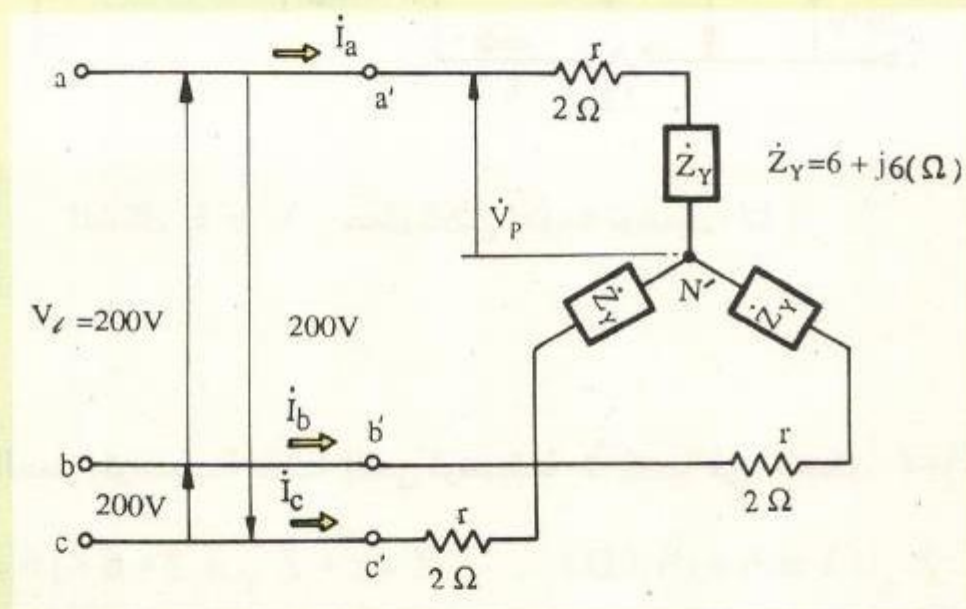 İa
a
a'
r
2 Ω
ŻY
ŻY=6 + j6(Ω)
V̇p
N'
ŻY
ŻY
Vℓ =200V
200V
İb
b
b'
r
2 Ω
200V
İc
c
c'
r
2 Ω